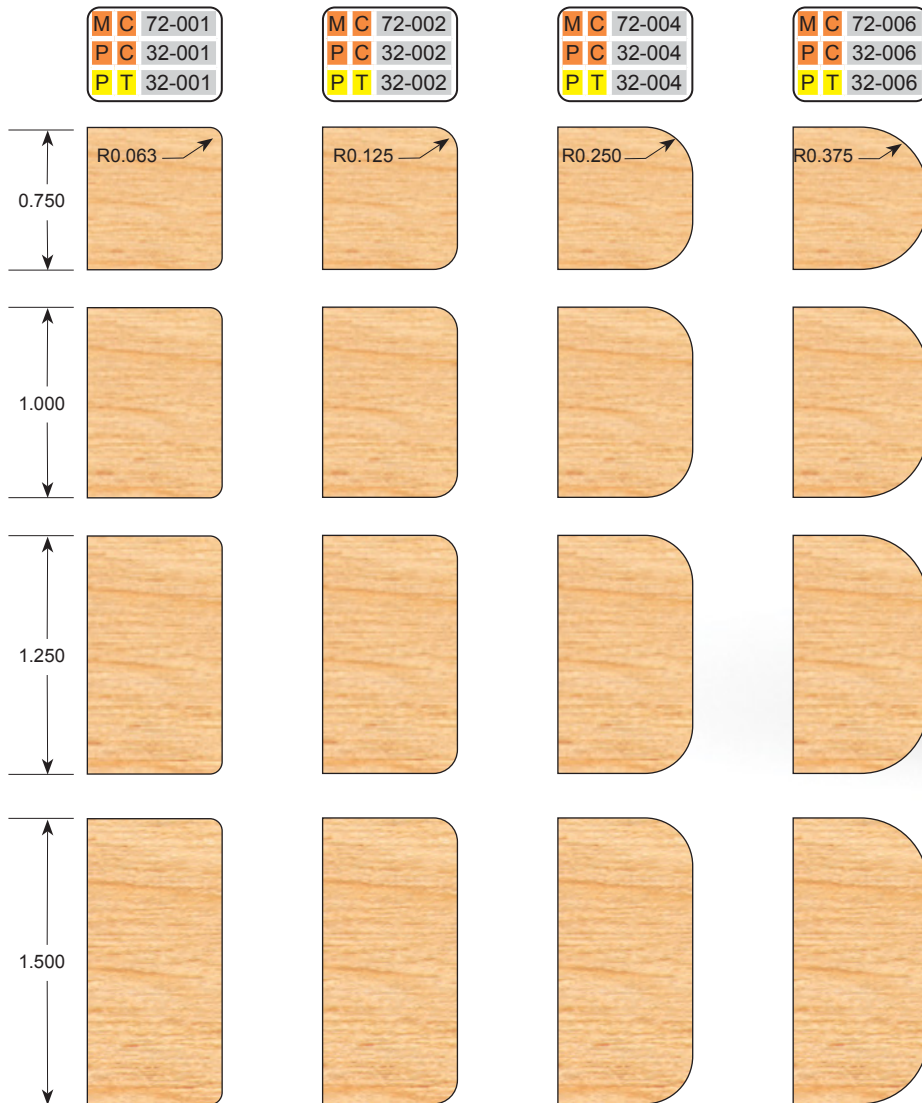 M C 72-001
P C 32-001
P T 32-001
M C 72-002
P C 32-002
P T 32-002
M C 72-004
P C 32-004
P T 32-004
M C 72-006
P C 32-006
P T 32-006
0.750
R0.063
R0.125
R0.250
R0.375
1.000
1.250
1.500